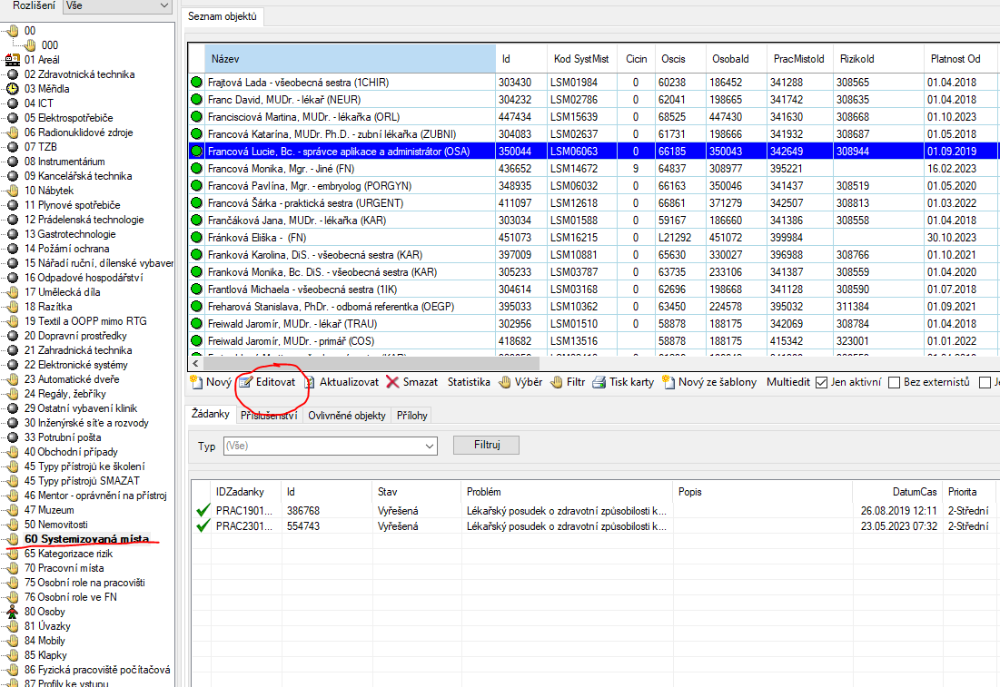 Rozlišení Vše
00
000
01 Areál
02 Zdravotnická technika
03 Měřidla
04 ICT
05 Elektrospotřebiče
06 Radionuklidové zdroje
07 TZB
08 Instrumentárium
09 Kancelářská technika
10 Nábytek
11 Plynové spotřebiče
12 Prádelenská technologie
13 Gastrotechnologie
14 Požární ochrana
15 Nářadí ruční, dílenské vybaver
16 Odpadové hospodářství
17 Umělecká díla
18 Razítka
19 Textil a OOPP mimo RTG
20 Dopravní prostředky
21 Zahradnická technika
22 Elektronické systémy
23 Automatické dveře
24 Regály, žebříky
29 Ostatní vybavení klinik
30 Inženýrské sítě a rozvody
33 Potrubní pošta
40 Obchodní případy
45 Typy přístrojů ke školení
45 Typy přístrojů SMAZAT
46 Mentor - oprávnění na přístroj
47 Muzeum
50 Nemovitosti
60 Systemizovaná místa
65 Kategorizace rizik
70 Pracovní místa
75 Osobní role na pracovišti
76 Osobní role ve FN
80 Osoby
81 Úvazky
84 Mobily
85 Klapky
86 Fyzická pracoviště počítačová
87 Profily ke vstupu
Seznam objektů
Název Id Kod SystMist Cicin Oscis OsobaId PracMistoId RizikoId Platnost Od
Frajtová Lada - všeobecná sestra (1CHIR) 303430 LSM01984 0 60238 186452 341288 308565 01.04.2018
Franc David, MUDr. - lékař (NEUR) 304232 LSM02786 0 62041 198665 341742 308635 01.04.2018
Francisciová Martina, MUDr. - lékařka (ORL) 447434 LSM15639 0 68525 447430 341630 308668 01.10.2023
Francová Katarína, MUDr. Ph.D. - zubní lékařka (ZUBNI) 304083 LSM02637 0 61731 198666 341932 308687 01.05.2018
Francová Lucie, Bc. - správce aplikace a administrátor (OSA) 350044 LSM06063 0 66185 350043 342649 308944 01.09.2019
Francová Monika, Mgr. - Jiné (FN) 436652 LSM14672 9 64837 308977 395221 16.02.2023
Francová Pavlína, Mgr. - embryolog (PORGYN) 348935 LSM06032 0 66163 350046 341437 308519 01.05.2020
Francová Šárka - praktická sestra (URGENT) 411097 LSM12618 0 66861 371279 342507 308813 01.03.2022
Frančáková Jana, MUDr. - lékařka (KAR) 303034 LSM01588 0 59167 186660 341386 308558 01.04.2018
Fránková Eliška - (FN) 451073 LSM16215 0 L21292 451072 399984 30.10.2023
Franková Karolina, DiS. - všeobecná sestra (KAR) 397009 LSM10881 0 65630 330027 396988 308766 01.10.2021
Franková Monika, Bc. DiS. - všeobecná sestra (KAR) 305233 LSM03787 0 63735 233106 341387 308559 01.04.2020
Frantlová Michaela - všeobecná sestra (1IK) 304614 LSM03168 0 62696 198668 341128 308590 01.07.2018
Freharová Stanislava, PhDr. - odborná referentka (OEGP) 395033 LSM10362 0 63450 224578 395032 311384 01.09.2021
Freiwald Jaromír, MUDr. - lékař (TRAU) 302956 LSM01510 0 58878 188175 342069 308784 01.04.2018
Freiwald Jaromír, MUDr. - primář (COS) 418682 LSM13516 58878 188175 415342 323001 01.01.2022
Nový Editovat Aktualizovat Smazat Statistika Výběr Filtr Tisk karty Nový ze šablony Multiedit Jen aktivní Bez externistů
Žádanky Příslušenství Ovlivněné objekty Přílohy
Typ (Vše) Filtruj
IDZadanky Id Stav Problém Popis DatumCas Priorita
PRAC1901... 386768 Vyřešená Lékařský posudek o zdravotní způsobilosti k... 26.08.2019 12:11 2-Střední
PRAC2301... 554743 Vyřešená Lékařský posudek o zdravotní způsobilosti k... 23.05.2023 07:32 2-Střední